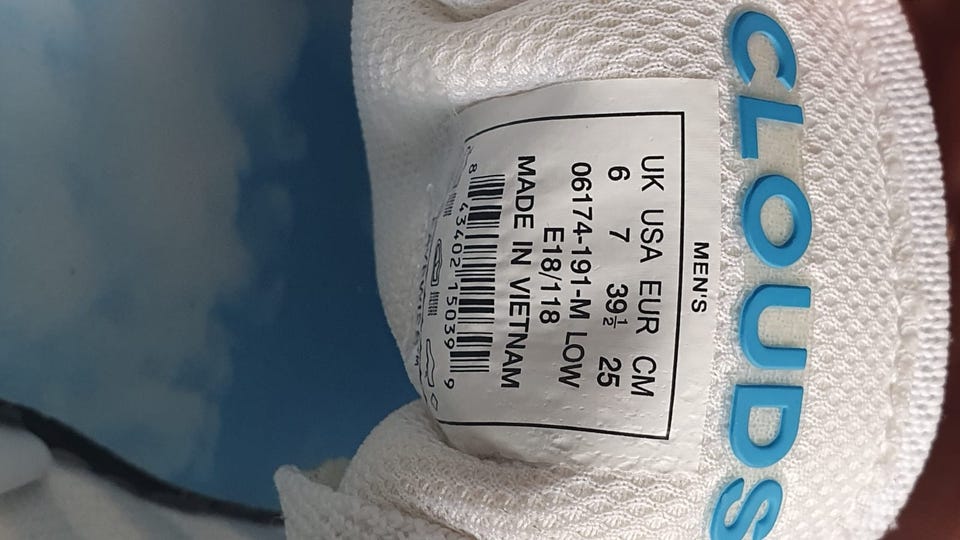 CLOUDS
MEN'S
UK USA EUR CM
6 7 39½ 25
06174-191-M LOW
E18/118
MADE IN VIETNAM
8 43402 15039 9